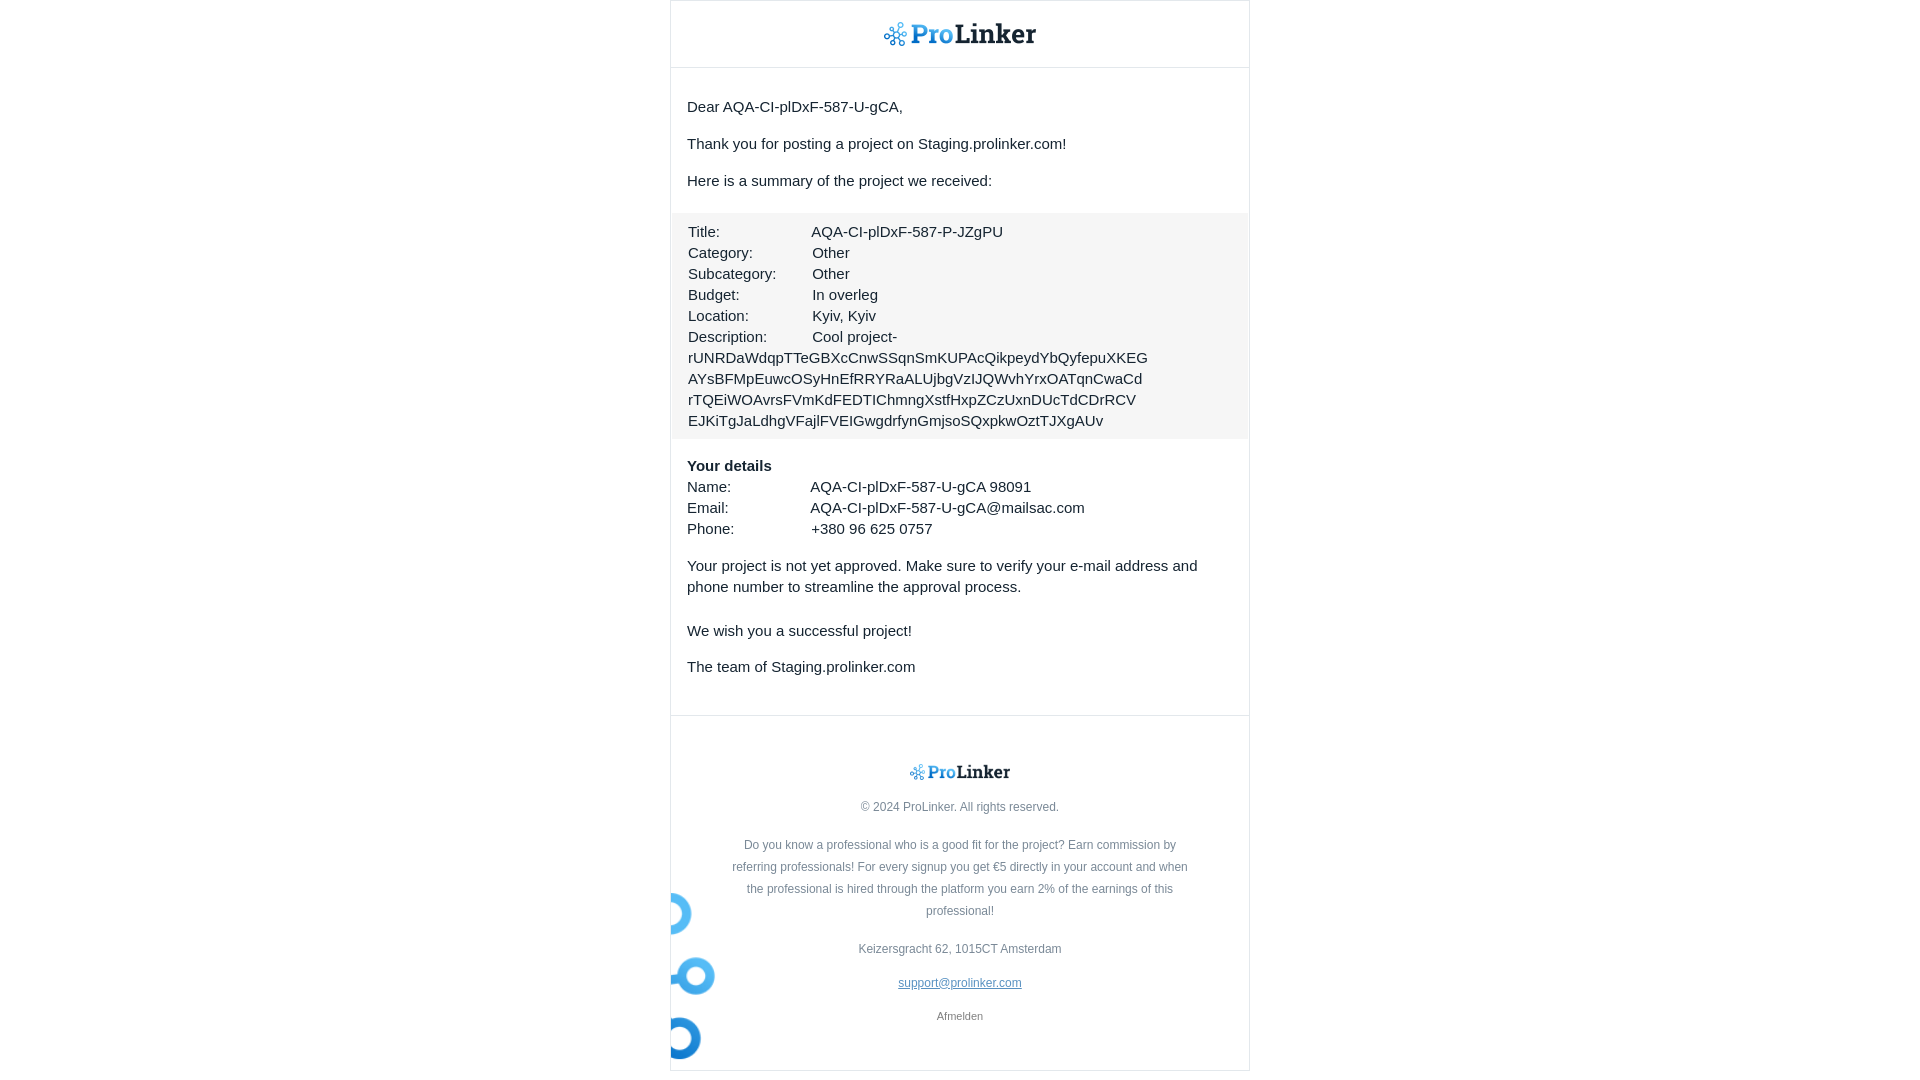 ProLinker
Dear AQA-CI-plDxF-587-U-gCA,
Thank you for posting a project on Staging.prolinker.com!
Here is a summary of the project we received:
Title: AQA-CI-plDxF-587-P-JZgPU
Category: Other
Subcategory: Other
Budget: In overleg
Location: Kyiv, Kyiv
Description: Cool project-
rUNRDaWdqpTTeGBXcCnwSSqnSmKUPAcQikpeydYbQyfepuXKEG
AYsBFMpEuwcOSyHnEfRRYRaALUjbgVzIJQWvhYrxOATqnCwaCd
rTQEiWOAvrsFVmKdFEDTIChmngXstfHxpZCzUxnDUcTdCDrRCV
EJKiTgJaLdhgVFajlFVEIGwgdrfynGmjsoSQxpkwOztTJXgAUv
Your details
Name: AQA-CI-plDxF-587-U-gCA 98091
Email: AQA-CI-plDxF-587-U-gCA@mailsac.com
Phone: +380 96 625 0757
Your project is not yet approved. Make sure to verify your e-mail address and
phone number to streamline the approval process.
We wish you a successful project!
The team of Staging.prolinker.com
ProLinker
© 2024 ProLinker. All rights reserved.
Do you know a professional who is a good fit for the project? Earn commission by
referring professionals! For every signup you get €5 directly in your account and when
the professional is hired through the platform you earn 2% of the earnings of this
professional!
Keizersgracht 62, 1015CT Amsterdam
support@prolinker.com
Afmelden